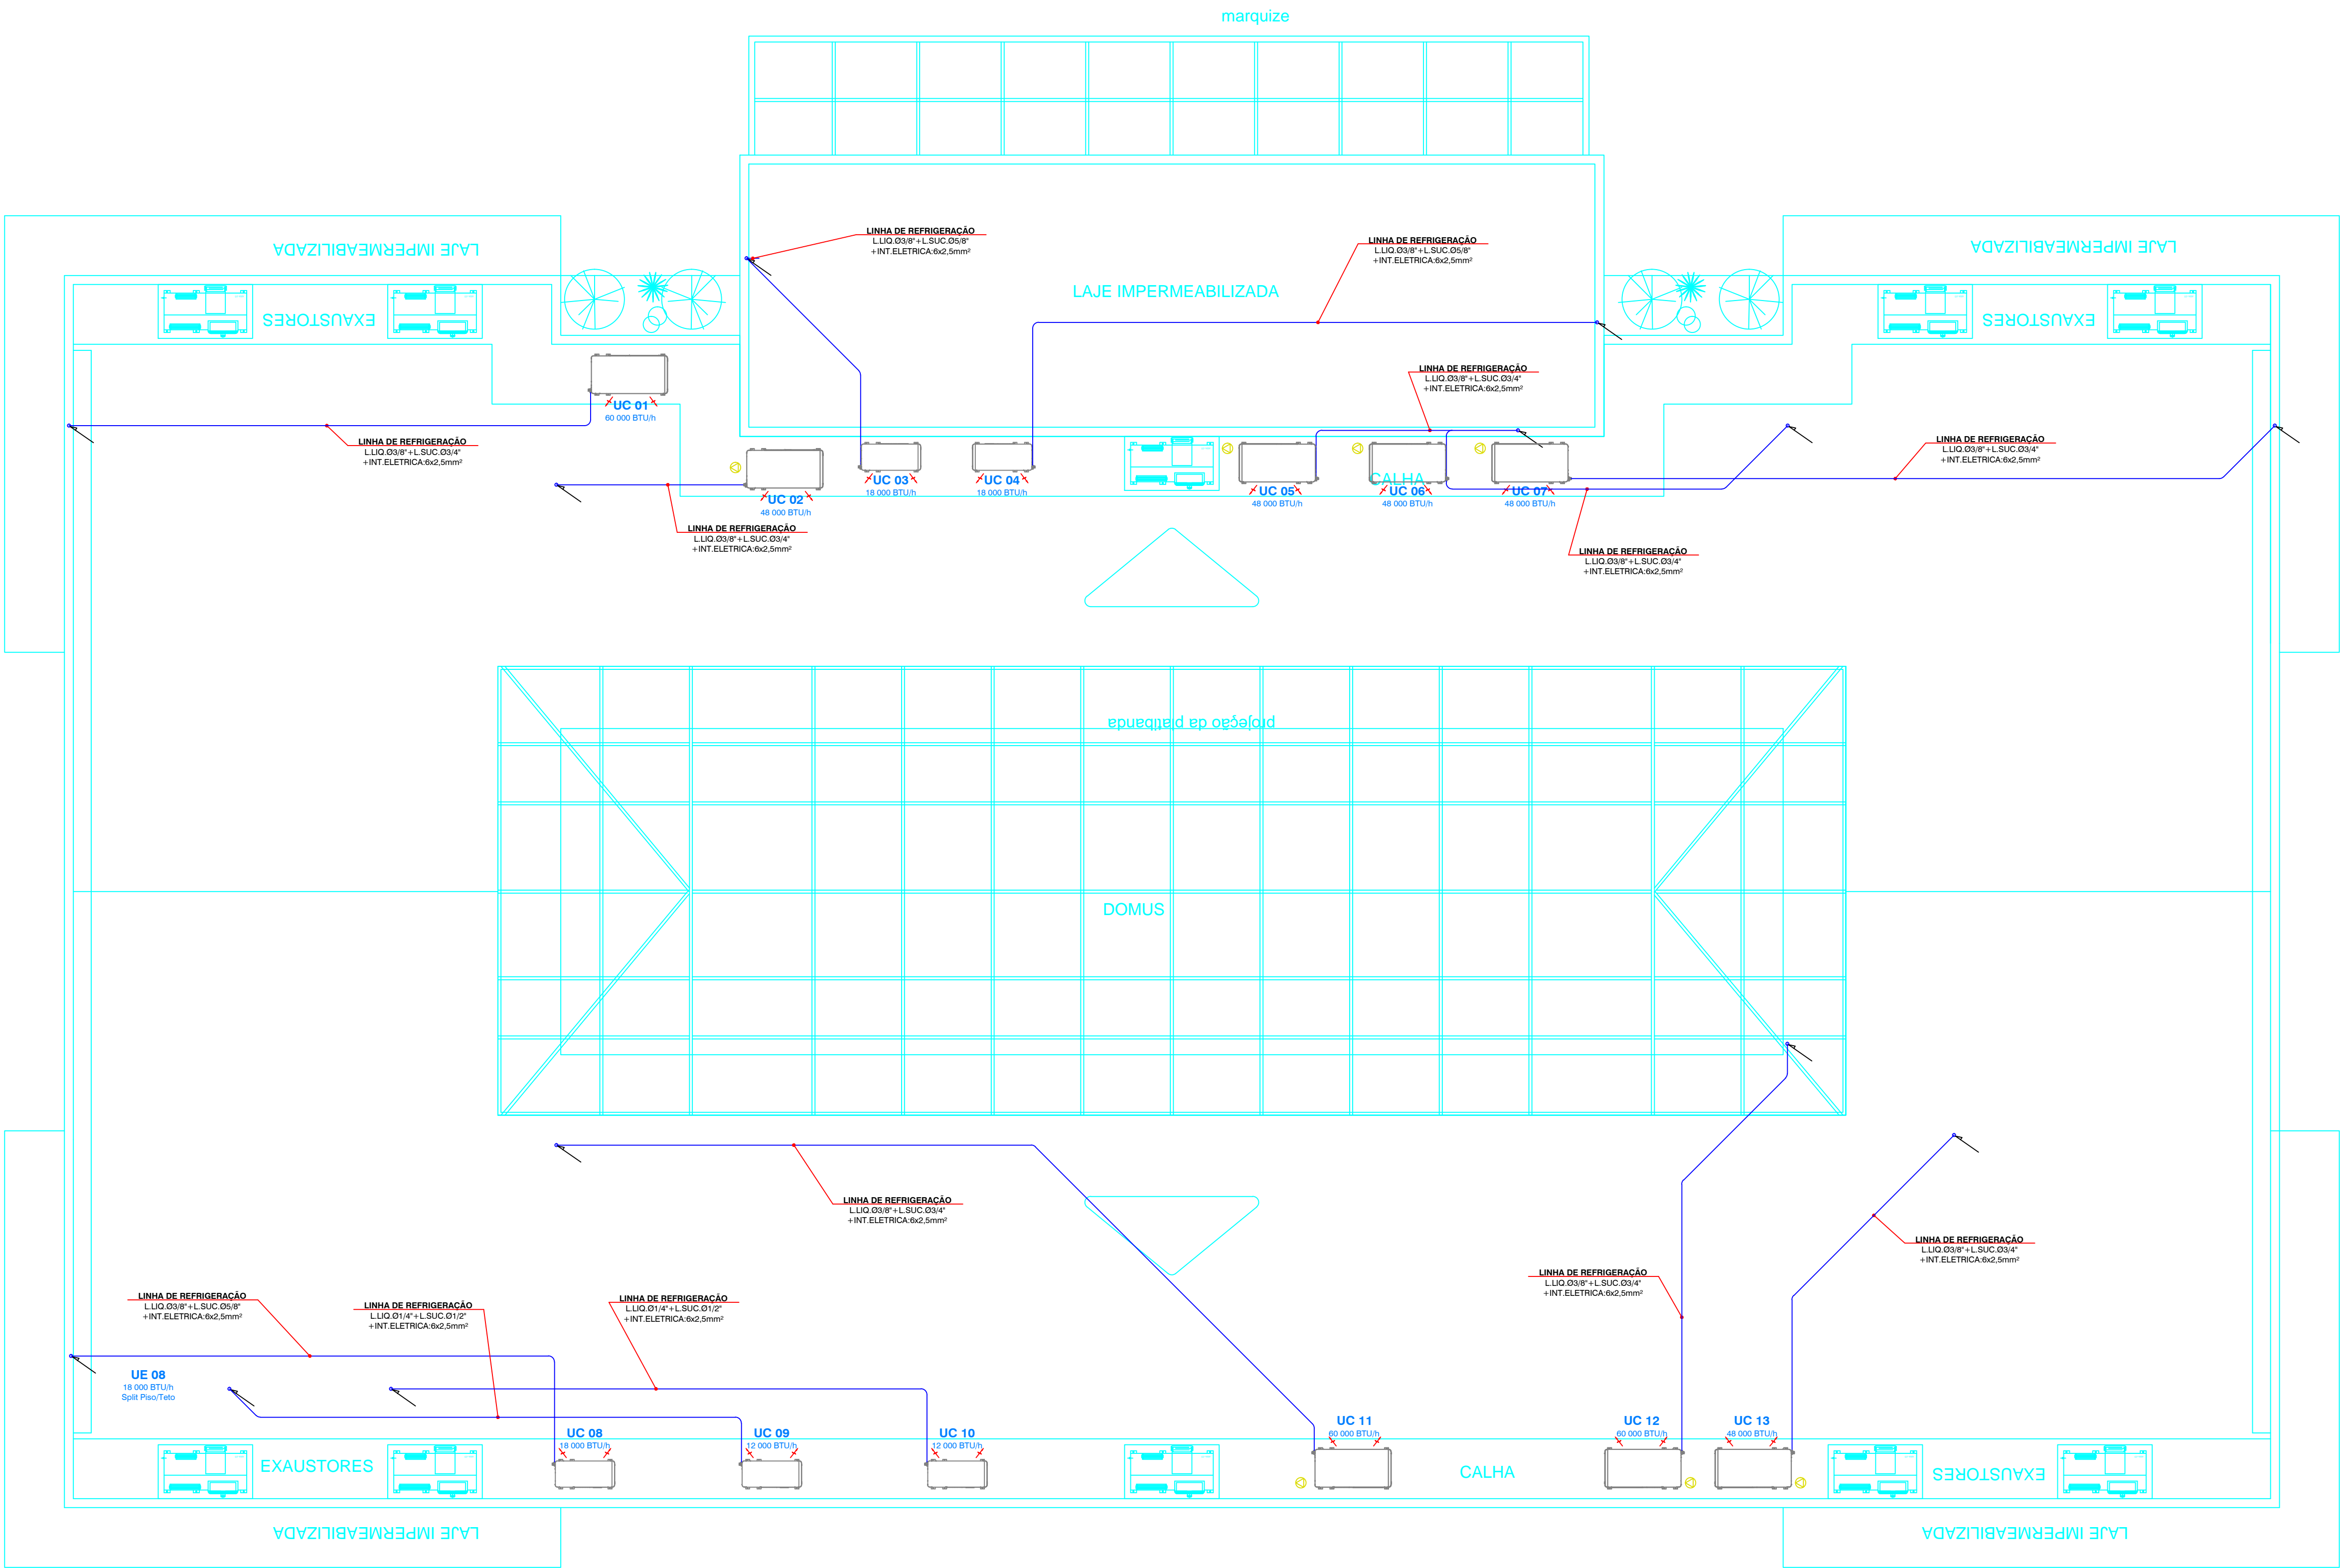 marquize
LINHA DE REFRIGERAÇÃO
L.LIQ.Ø3/8"+L.SUC.Ø5/8"
+INT.ELETRICA:6x2,5mm²
LINHA DE REFRIGERAÇÃO
L.LIQ.Ø3/8"+L.SUC.Ø5/8"
+INT.ELETRICA:6x2,5mm²
LAJE IMPERMEABILIZADA
LAJE IMPERMEABILIZADA
LAJE IMPERMEABILIZADA
EXAUSTORES
EXAUSTORES
LINHA DE REFRIGERAÇÃO
L.LIQ.Ø3/8"+L.SUC.Ø3/4"
+INT.ELETRICA:6x2,5mm²
UC 01
60 000 BTU/h
LINHA DE REFRIGERAÇÃO
L.LIQ.Ø3/8"+L.SUC.Ø3/4"
+INT.ELETRICA:6x2,5mm²
LINHA DE REFRIGERAÇÃO
L.LIQ.Ø3/8"+L.SUC.Ø3/4"
+INT.ELETRICA:6x2,5mm²
UC 02
48 000 BTU/h
UC 03
18 000 BTU/h
UC 04
18 000 BTU/h
CALHA
UC 05
48 000 BTU/h
UC 06
48 000 BTU/h
UC 07
48 000 BTU/h
LINHA DE REFRIGERAÇÃO
L.LIQ.Ø3/8"+L.SUC.Ø3/4"
+INT.ELETRICA:6x2,5mm²
LINHA DE REFRIGERAÇÃO
L.LIQ.Ø3/8"+L.SUC.Ø3/4"
+INT.ELETRICA:6x2,5mm²
projeção da platibanda
DOMUS
LINHA DE REFRIGERAÇÃO
L.LIQ.Ø3/8"+L.SUC.Ø3/4"
+INT.ELETRICA:6x2,5mm²
LINHA DE REFRIGERAÇÃO
L.LIQ.Ø3/8"+L.SUC.Ø3/4"
+INT.ELETRICA:6x2,5mm²
LINHA DE REFRIGERAÇÃO
L.LIQ.Ø3/8"+L.SUC.Ø3/4"
+INT.ELETRICA:6x2,5mm²
LINHA DE REFRIGERAÇÃO
L.LIQ.Ø3/8"+L.SUC.Ø5/8"
+INT.ELETRICA:6x2,5mm²
LINHA DE REFRIGERAÇÃO
L.LIQ.Ø1/4"+L.SUC.Ø1/2"
+INT.ELETRICA:6x2,5mm²
LINHA DE REFRIGERAÇÃO
L.LIQ.Ø1/4"+L.SUC.Ø1/2"
+INT.ELETRICA:6x2,5mm²
UE 08
18 000 BTU/h
Split Piso/Teto
UC 08
18 000 BTU/h
UC 09
12 000 BTU/h
UC 10
12 000 BTU/h
UC 11
60 000 BTU/h
UC 12
60 000 BTU/h
UC 13
48 000 BTU/h
EXAUSTORES
CALHA
EXAUSTORES
LAJE IMPERMEABILIZADA
LAJE IMPERMEABILIZADA